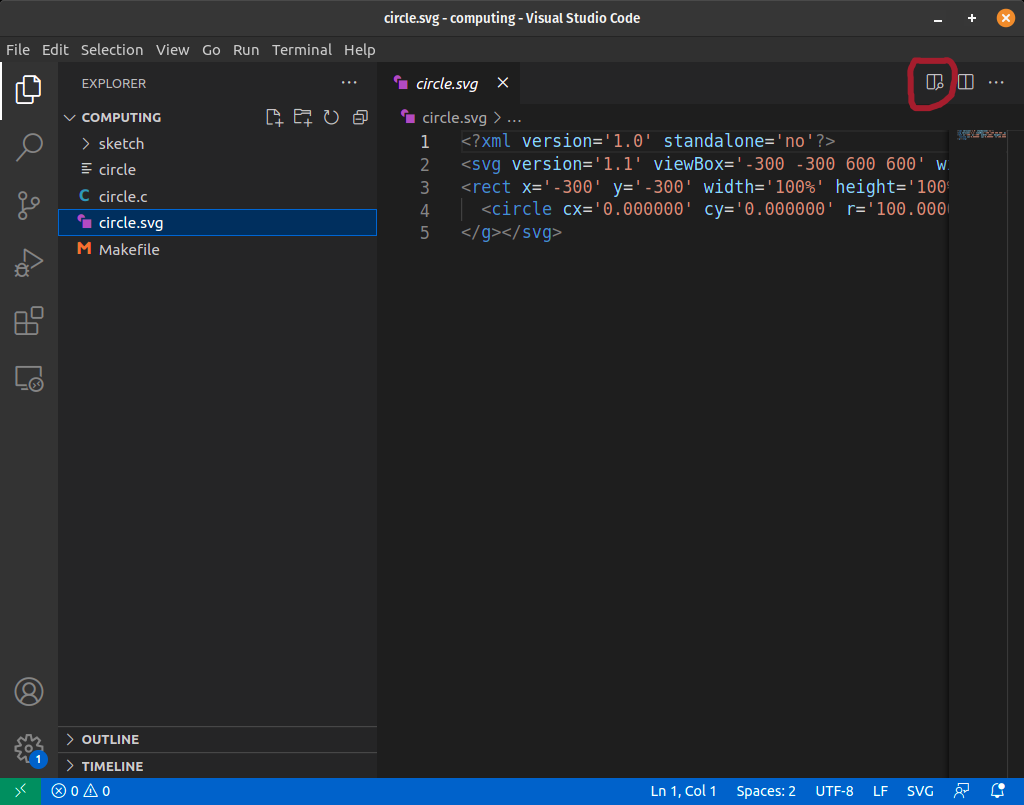 circle.svg - computing - Visual Studio Code
File Edit Selection View Go Run Terminal Help
EXPLORER
COMPUTING
sketch
circle
C circle.c
circle.svg
M Makefile
OUTLINE
TIMELINE
circle.svg
circle.svg > ...
1 <?xml version='1.0' standalone='no'?>
2 <svg version='1.1' viewBox='-300 -300 600 600' w
3 <rect x='-300' y='-300' width='100%' height='100%
4 <circle cx='0.000000' cy='0.000000' r='100.000
5 </g></svg>
1
0 0
Ln 1, Col 1 Spaces: 2 UTF-8 LF SVG